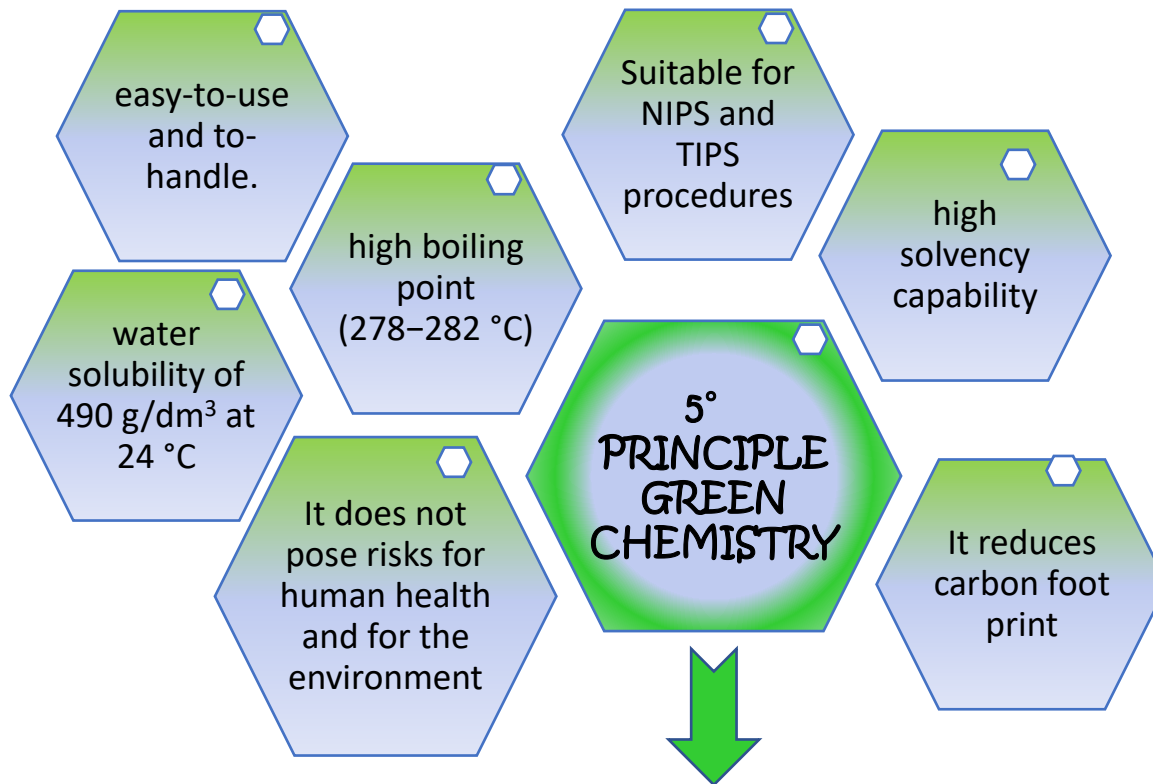 easy-to-use
and to-
handle.
Suitable for
NIPS and
TIPS
procedures
high boiling
point
(278−282 °C)
high
solvency
capability
water
solubility of
490 g/dm³ at
24 °C
5°
PRINCIPLE
GREEN
CHEMISTRY
It does not
pose risks for
human health
and for the
environment
It reduces
carbon foot
print